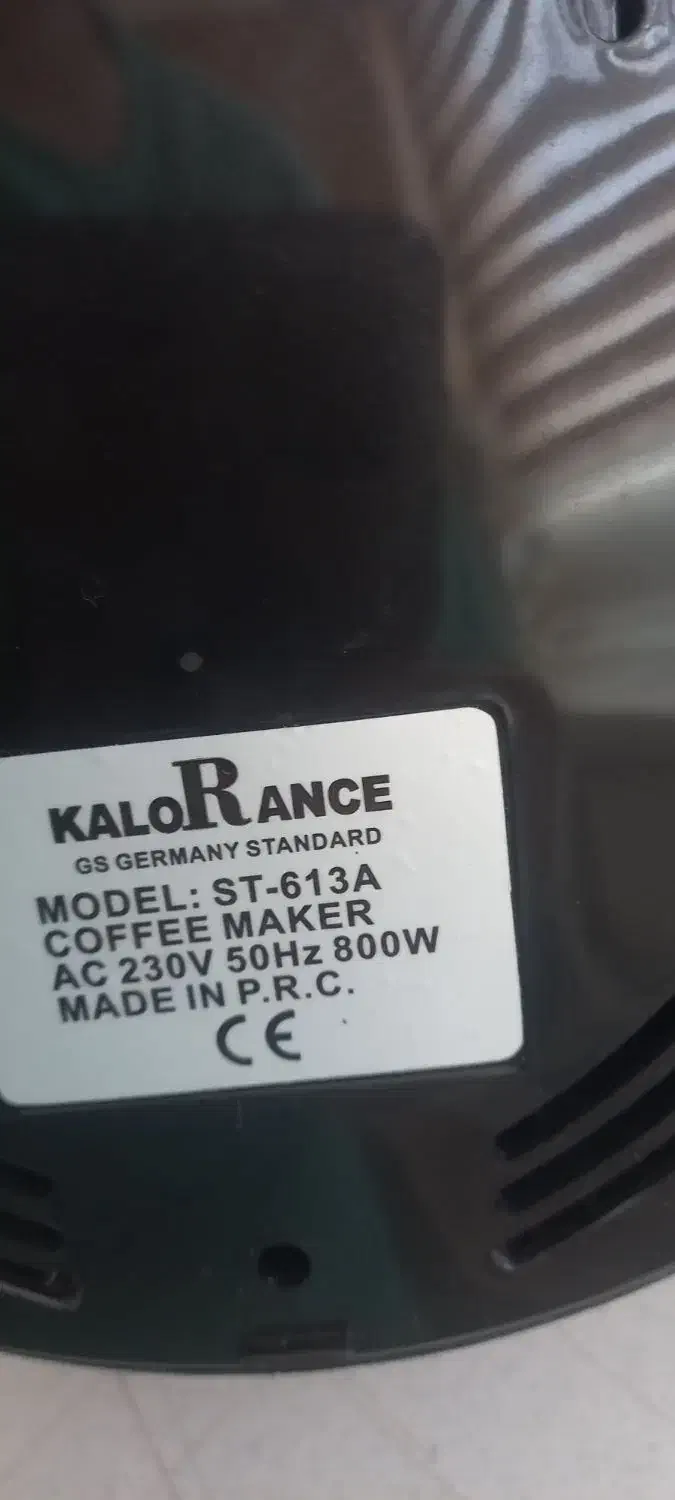 KALORANCE
GS GERMANY STANDARD
MODEL: ST-613A
COFFEE MAKER
AC 230V 50Hz 800W
MADE IN P.R.C.
CE